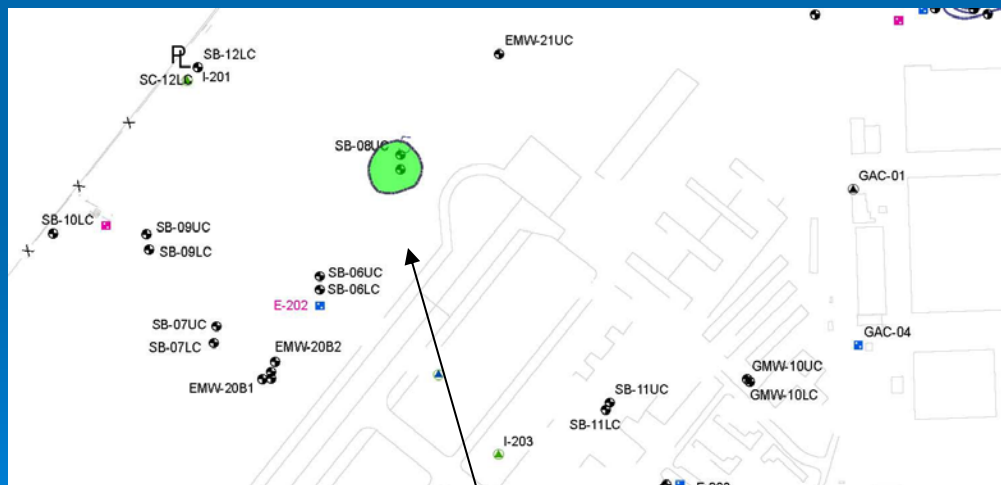 EMW-21UC
PL
SB-12LC
SC-12LC
I-201
SB-08UC
GAC-01
SB-10LC
SB-09UC
SB-09LC
SB-06UC
SB-06LC
E-202
SB-07UC
GAC-04
SB-07LC
EMW-20B2
GMW-10UC
EMW-20B1
SB-11UC
GMW-10LC
SB-11LC
I-203